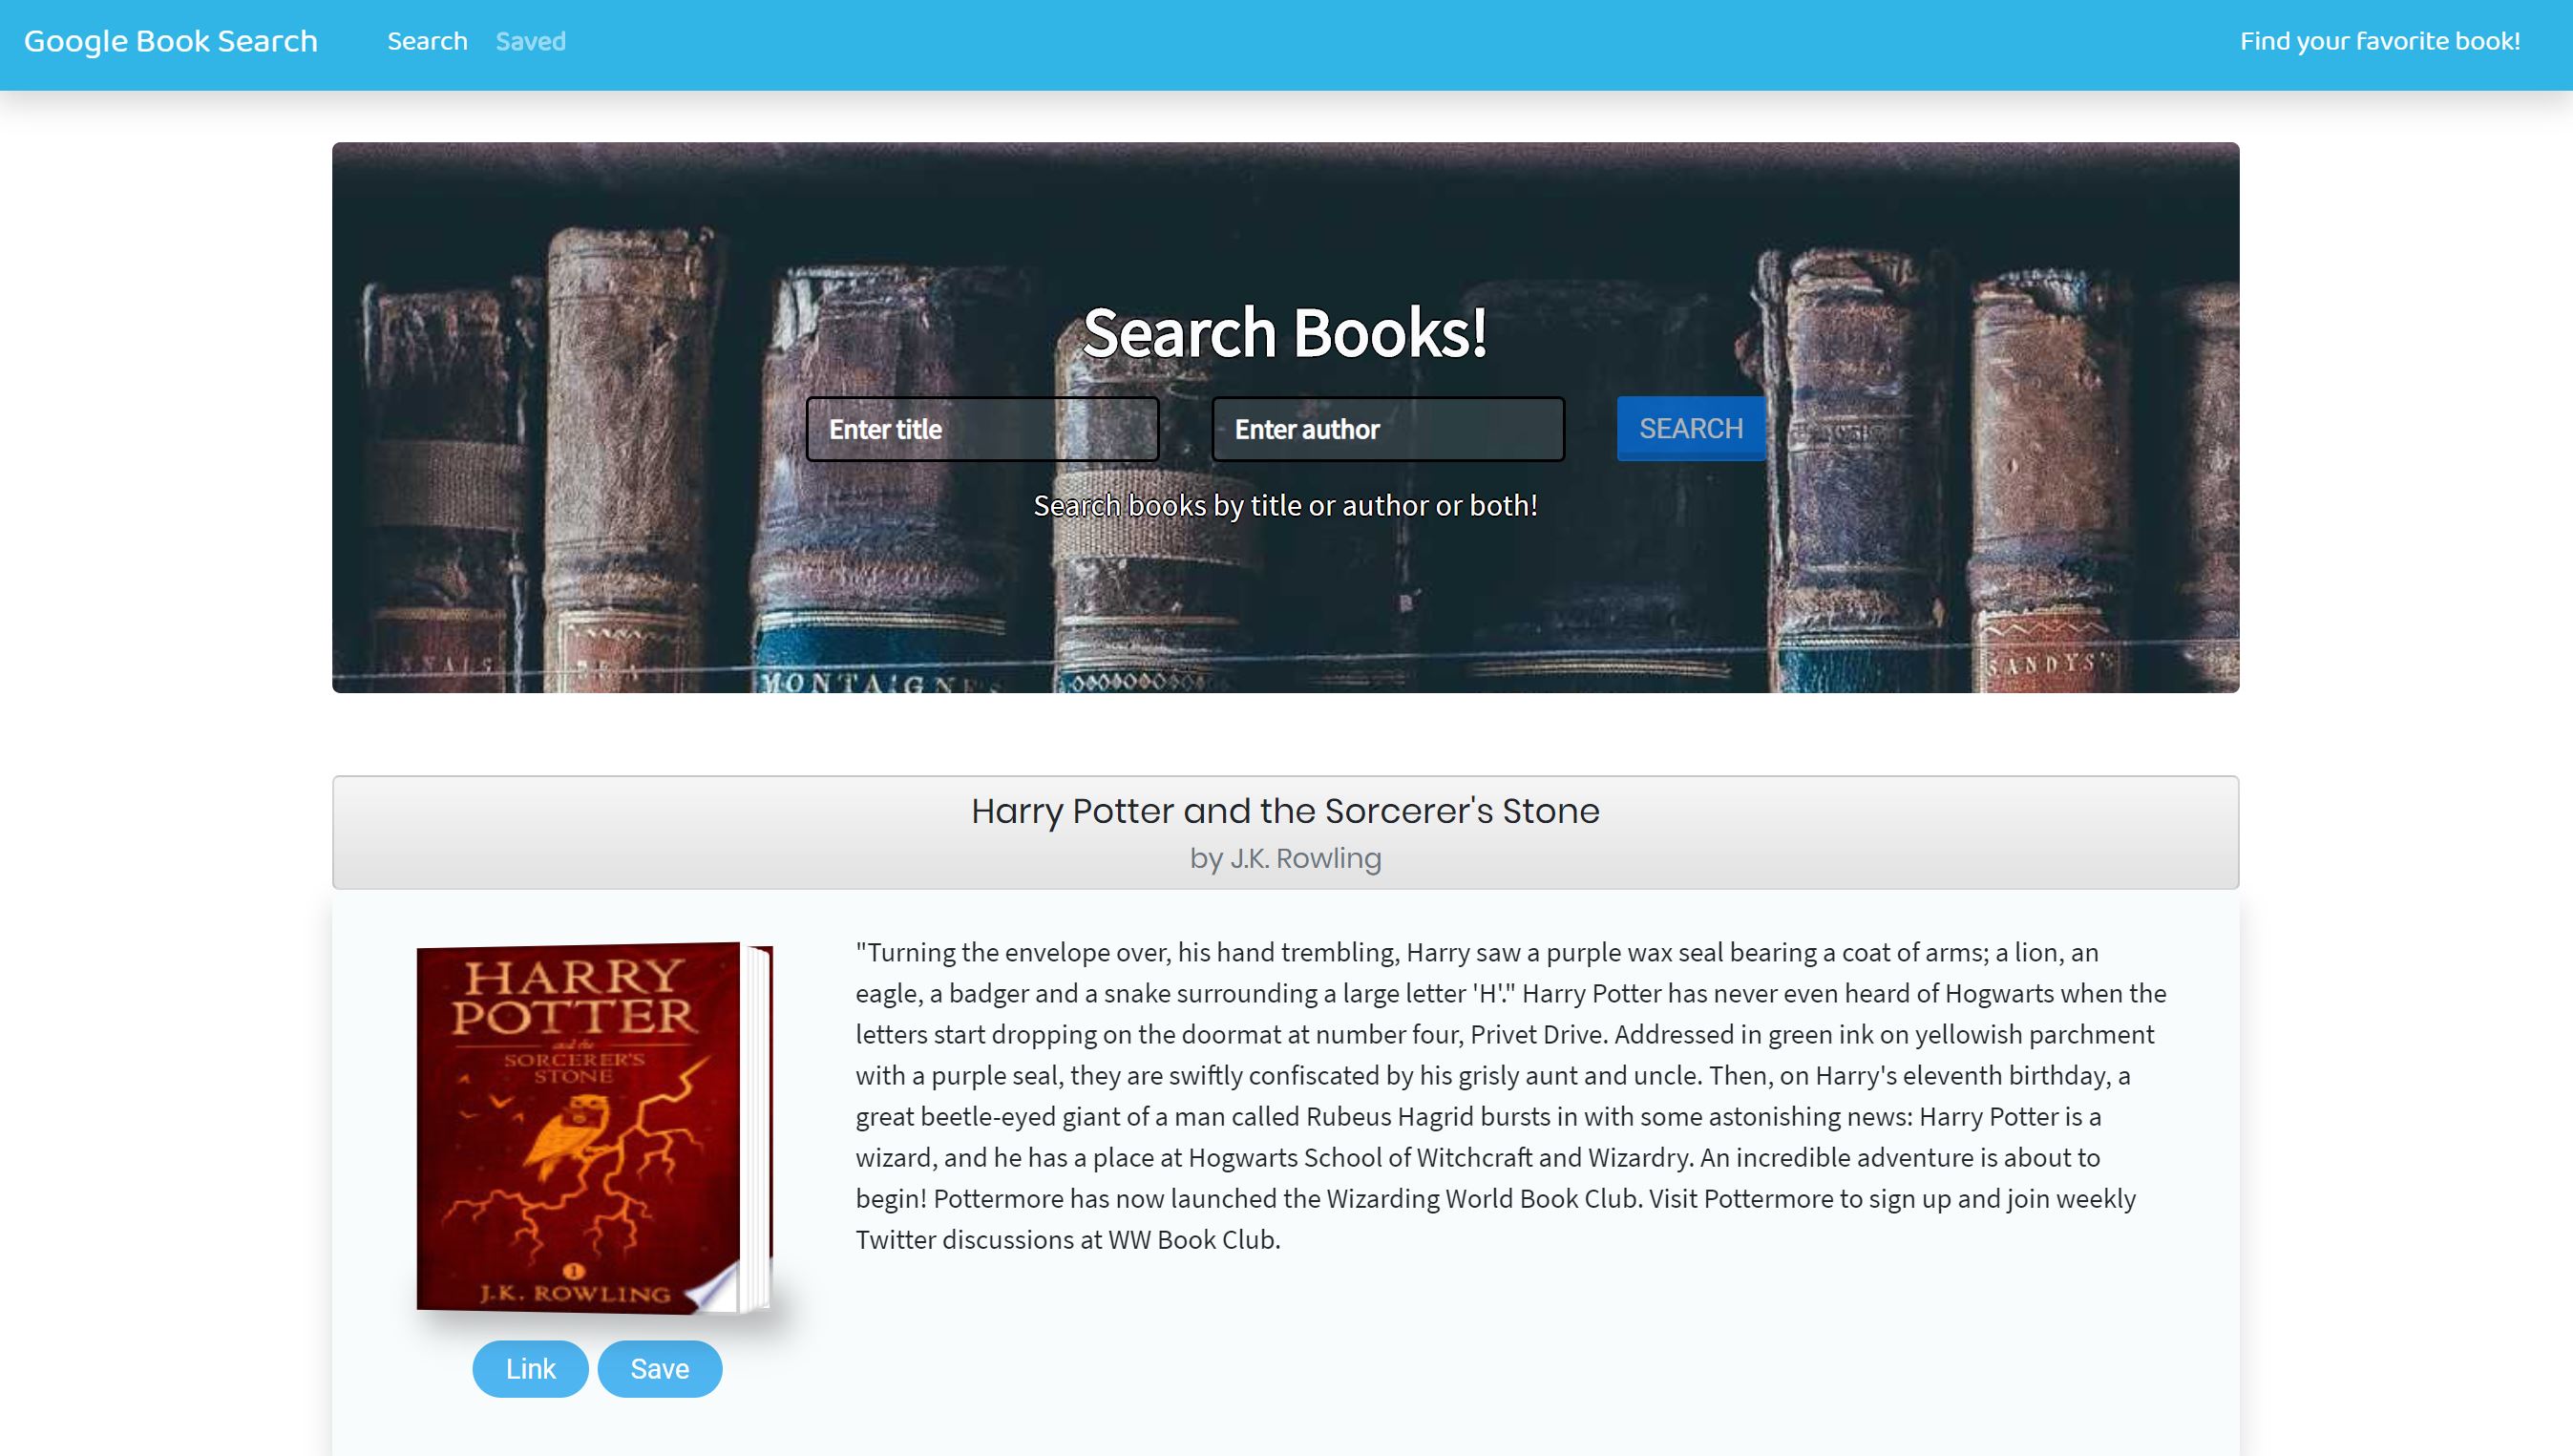 Google Book Search Search Saved Find your favorite book!
Search Books!
Enter title Enter author SEARCH
Search books by title or author or both!
MONTAIGNE'S
SANDYS'S
Harry Potter and the Sorcerer's Stone
by J.K. Rowling
HARRY
POTTER
and the
SORCERER'S
STONE
1
J.K. ROWLING
Link Save
"Turning the envelope over, his hand trembling, Harry saw a purple wax seal bearing a coat of arms; a lion, an
eagle, a badger and a snake surrounding a large letter 'H'." Harry Potter has never even heard of Hogwarts when the
letters start dropping on the doormat at number four, Privet Drive. Addressed in green ink on yellowish parchment
with a purple seal, they are swiftly confiscated by his grisly aunt and uncle. Then, on Harry's eleventh birthday, a
great beetle-eyed giant of a man called Rubeus Hagrid bursts in with some astonishing news: Harry Potter is a
wizard, and he has a place at Hogwarts School of Witchcraft and Wizardry. An incredible adventure is about to
begin! Pottermore has now launched the Wizarding World Book Club. Visit Pottermore to sign up and join weekly
Twitter discussions at WW Book Club.